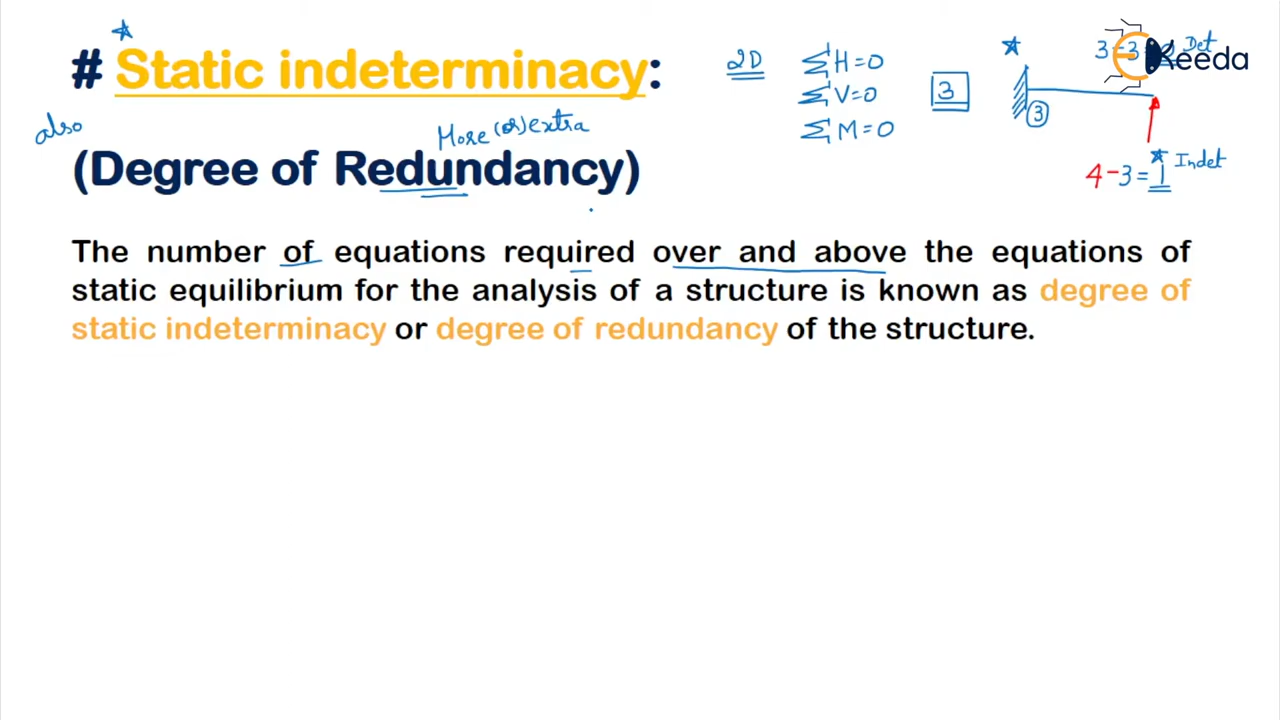 # Static indeterminacy:
2D
ΣH=0
ΣV=0
ΣM=0
3
3-3= Det
Keeda
3
4-3=1 Indet
also
More (or) extra
(Degree of Redundancy)
The number of equations required over and above the equations of
static equilibrium for the analysis of a structure is known as degree of
static indeterminacy or degree of redundancy of the structure.